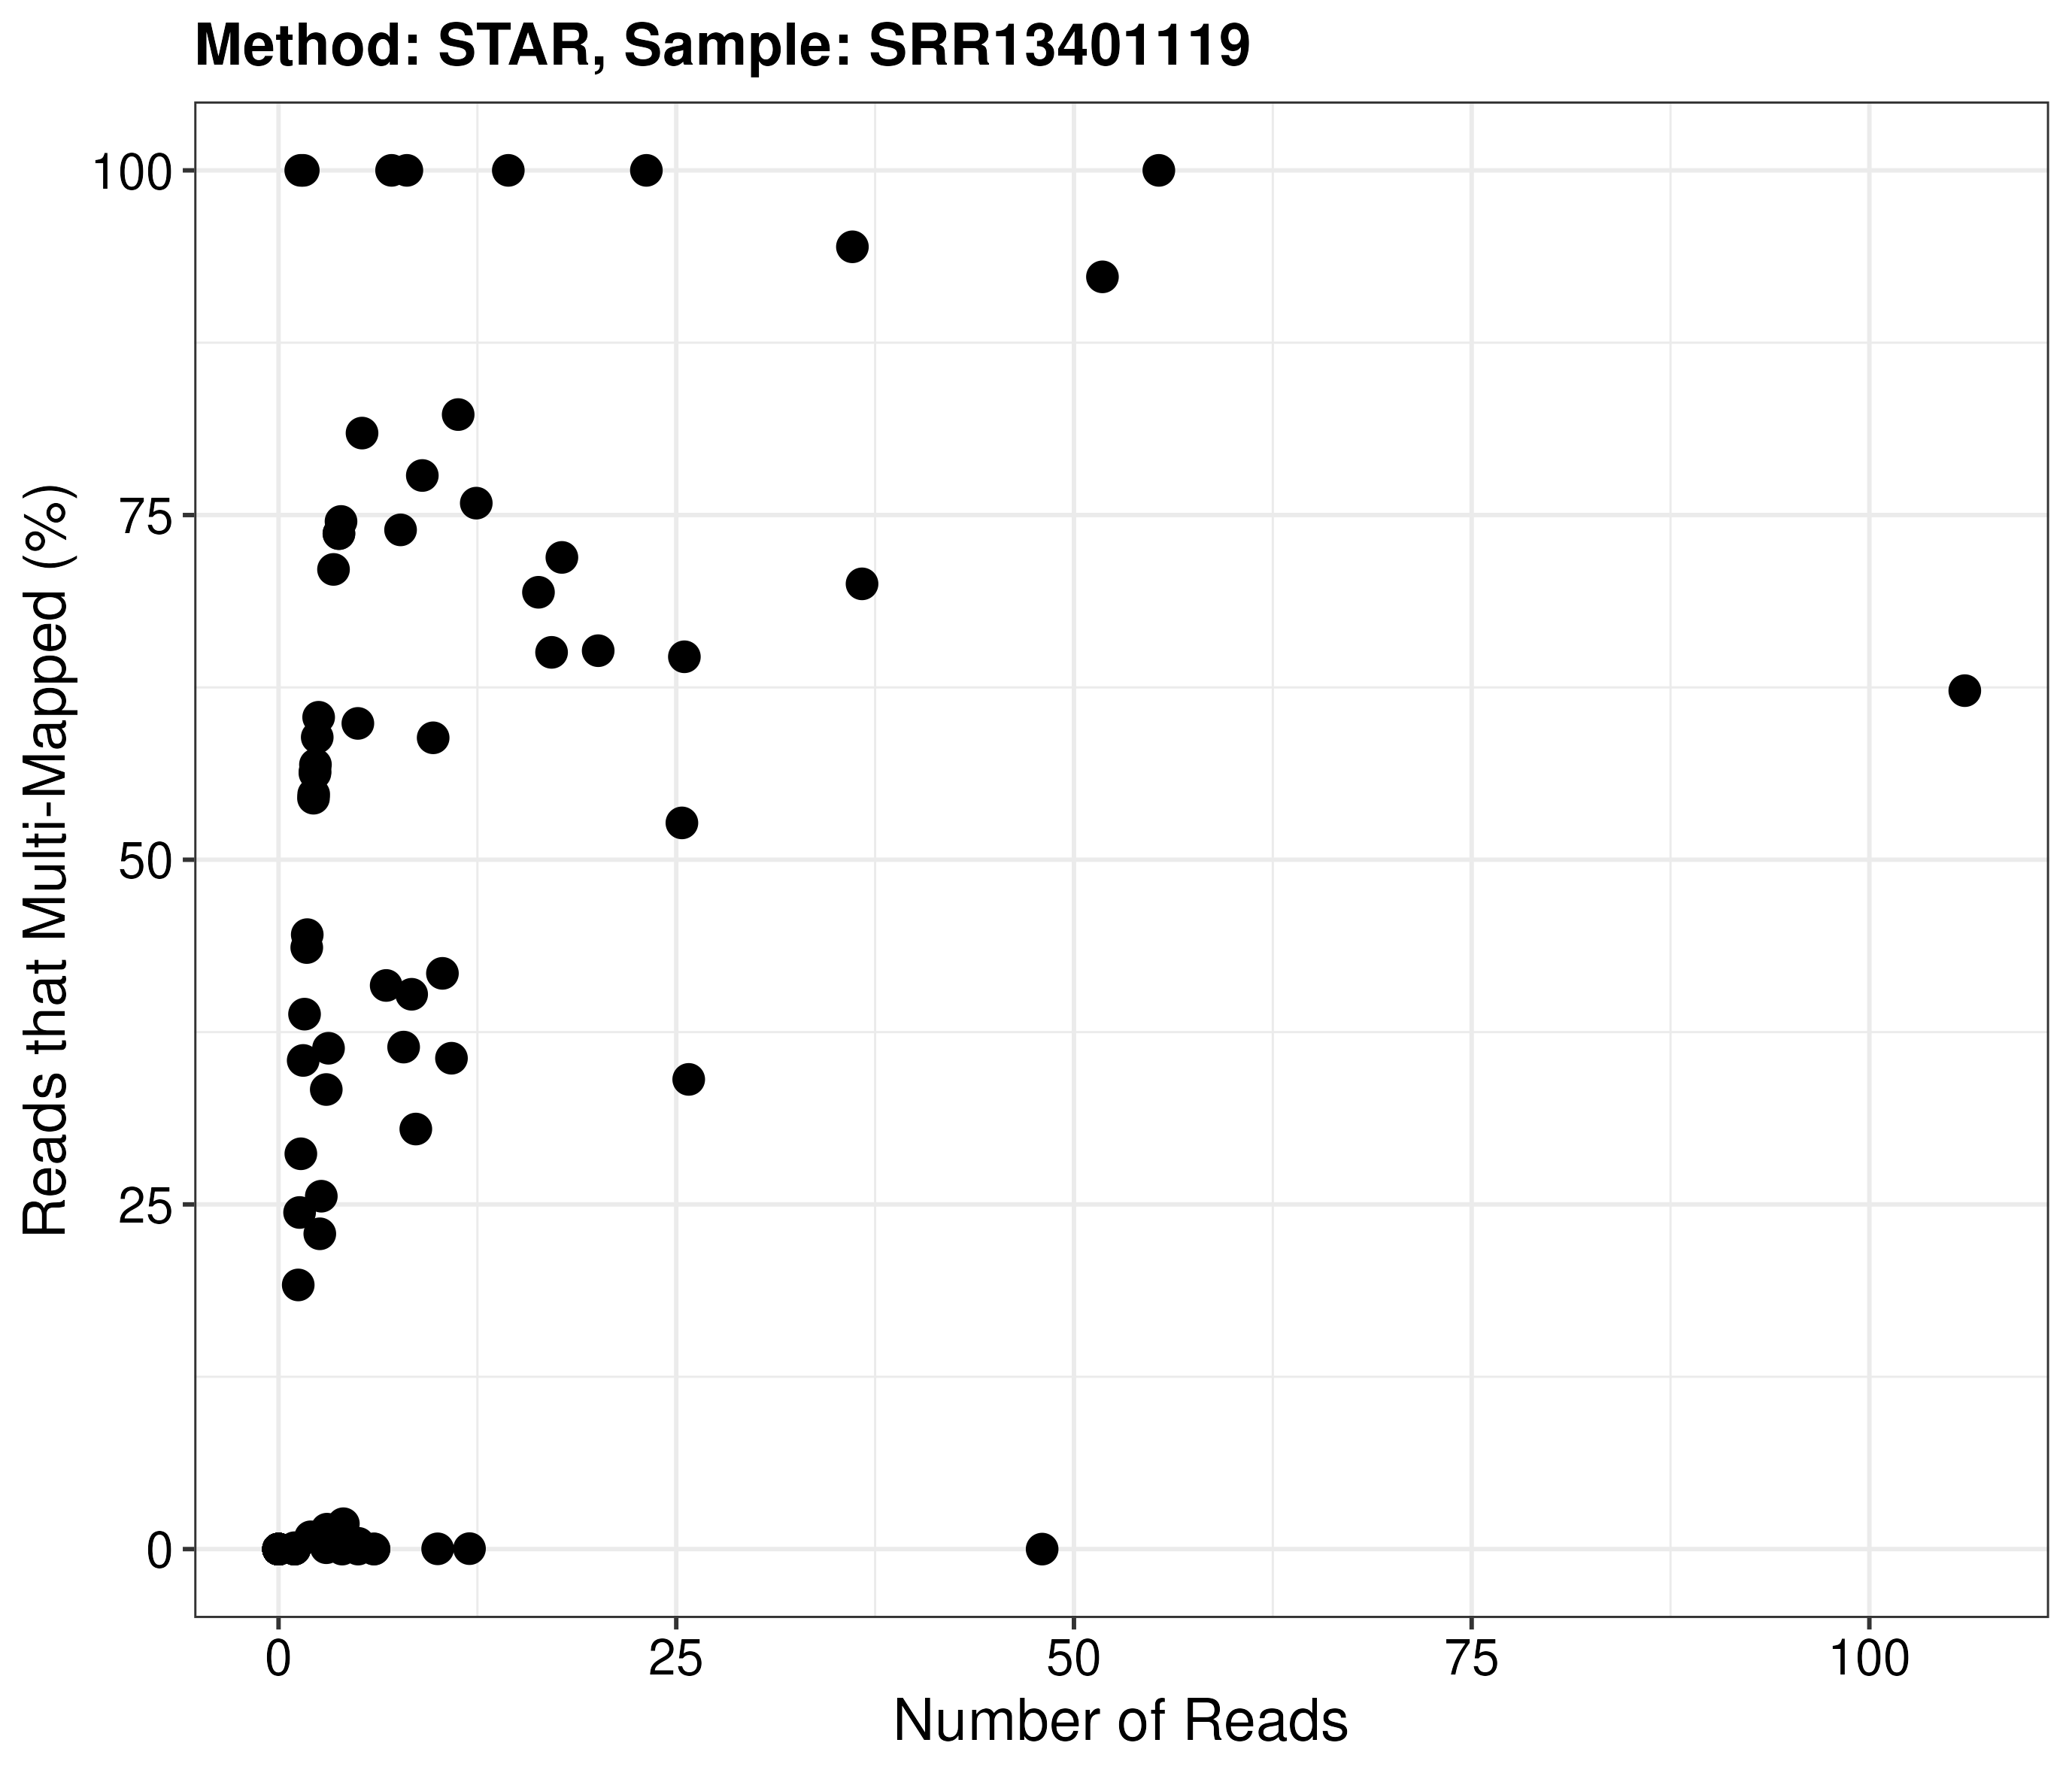 Method: STAR, Sample: SRR13401119
Reads that Multi-Mapped (%)
100
75
50
25
0
0 25 50 75 100
Number of Reads